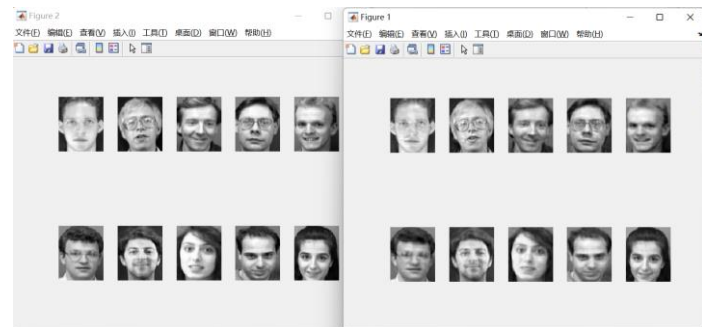 Figure 2
文件(F) 编辑(E) 查看(V) 插入(I) 工具(T) 桌面(D) 窗口(W) 帮助(H)
Figure 1
文件(F) 编辑(E) 查看(V) 插入(I) 工具(T) 桌面(D) 窗口(W) 帮助(H)